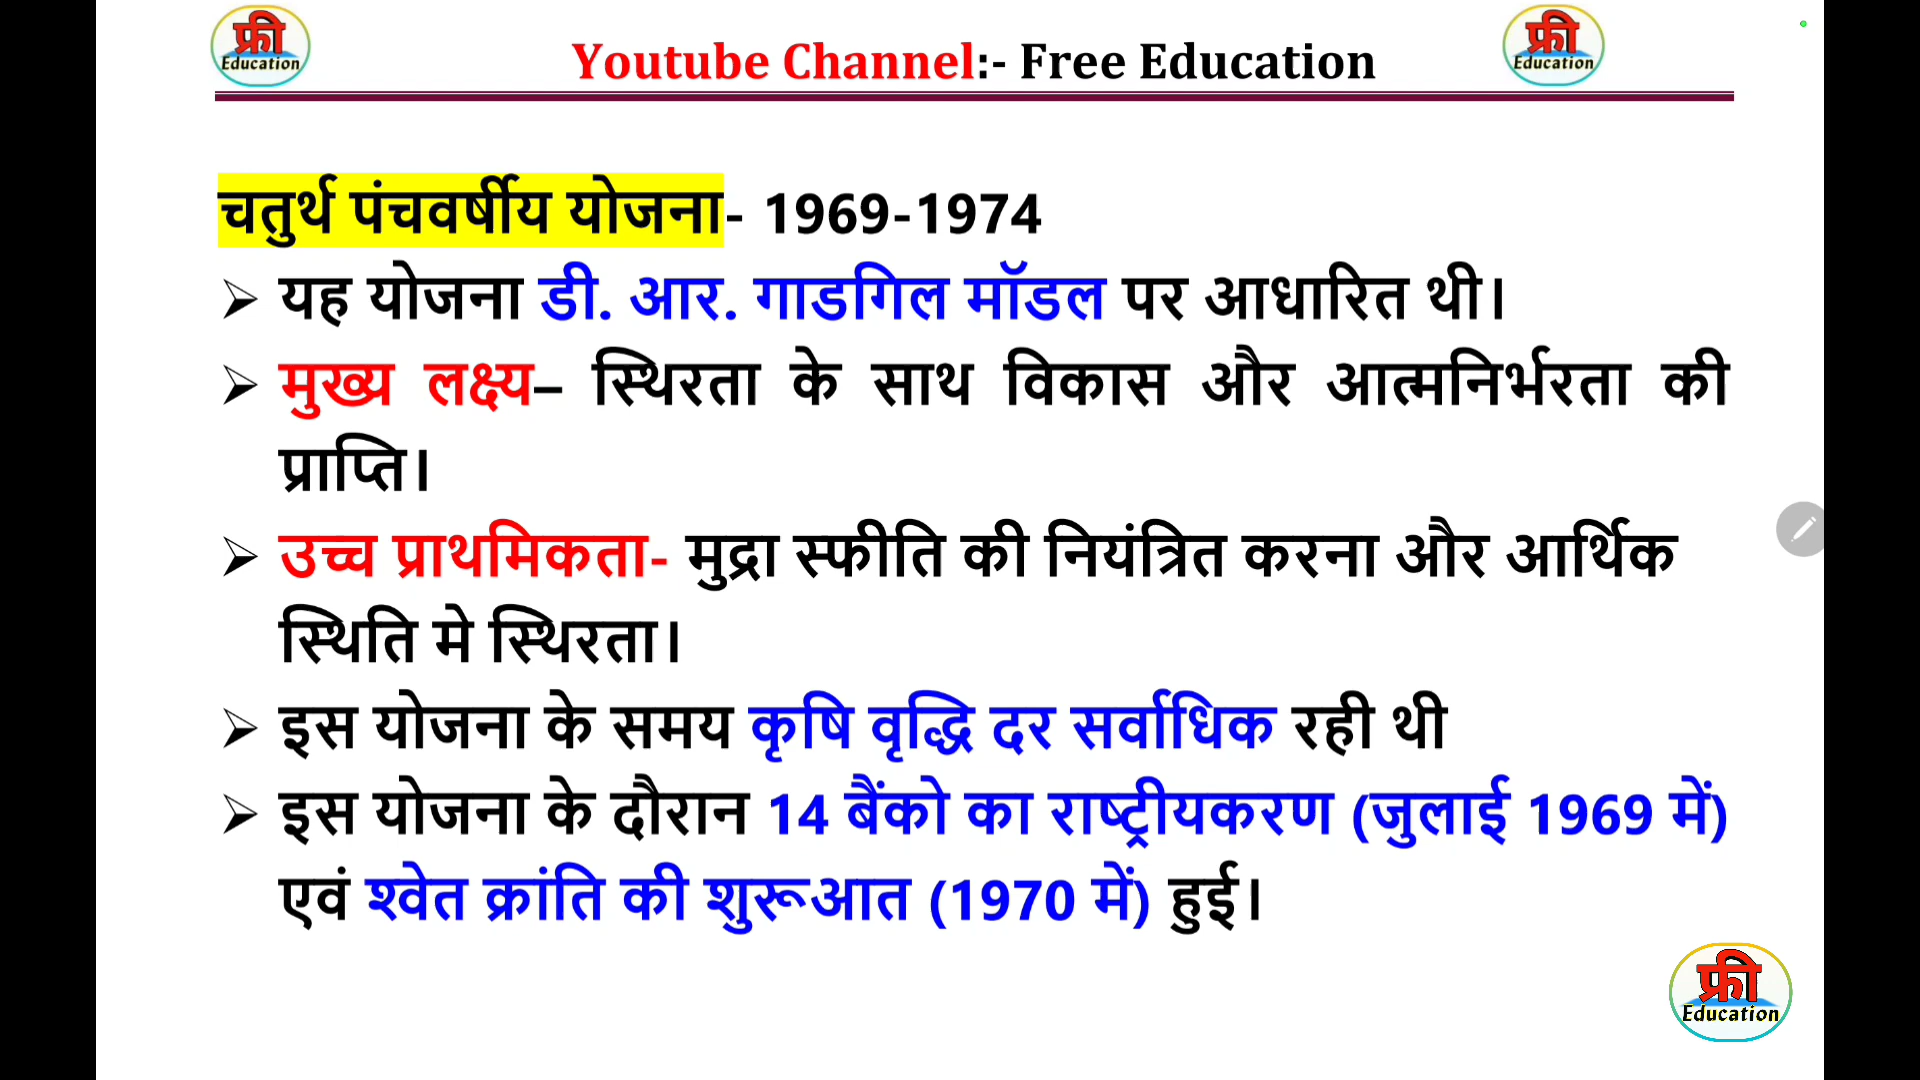 फ्री
Education
Youtube Channel:- Free Education
फ्री
Education
चतुर्थ पंचवर्षीय योजना- 1969-1974
➢ यह योजना डी. आर. गाडगिल मॉडल पर आधारित थी।
➢ मुख्य लक्ष्य– स्थिरता के साथ विकास और आत्मनिर्भरता की
प्राप्ति।
➢ उच्च प्राथमिकता- मुद्रा स्फीति की नियंत्रित करना और आर्थिक
स्थिति मे स्थिरता।
➢ इस योजना के समय कृषि वृद्धि दर सर्वाधिक रही थी
➢ इस योजना के दौरान 14 बैंको का राष्ट्रीयकरण (जुलाई 1969 में)
एवं श्वेत क्रांति की शुरूआत (1970 में) हुई।
फ्री
Education